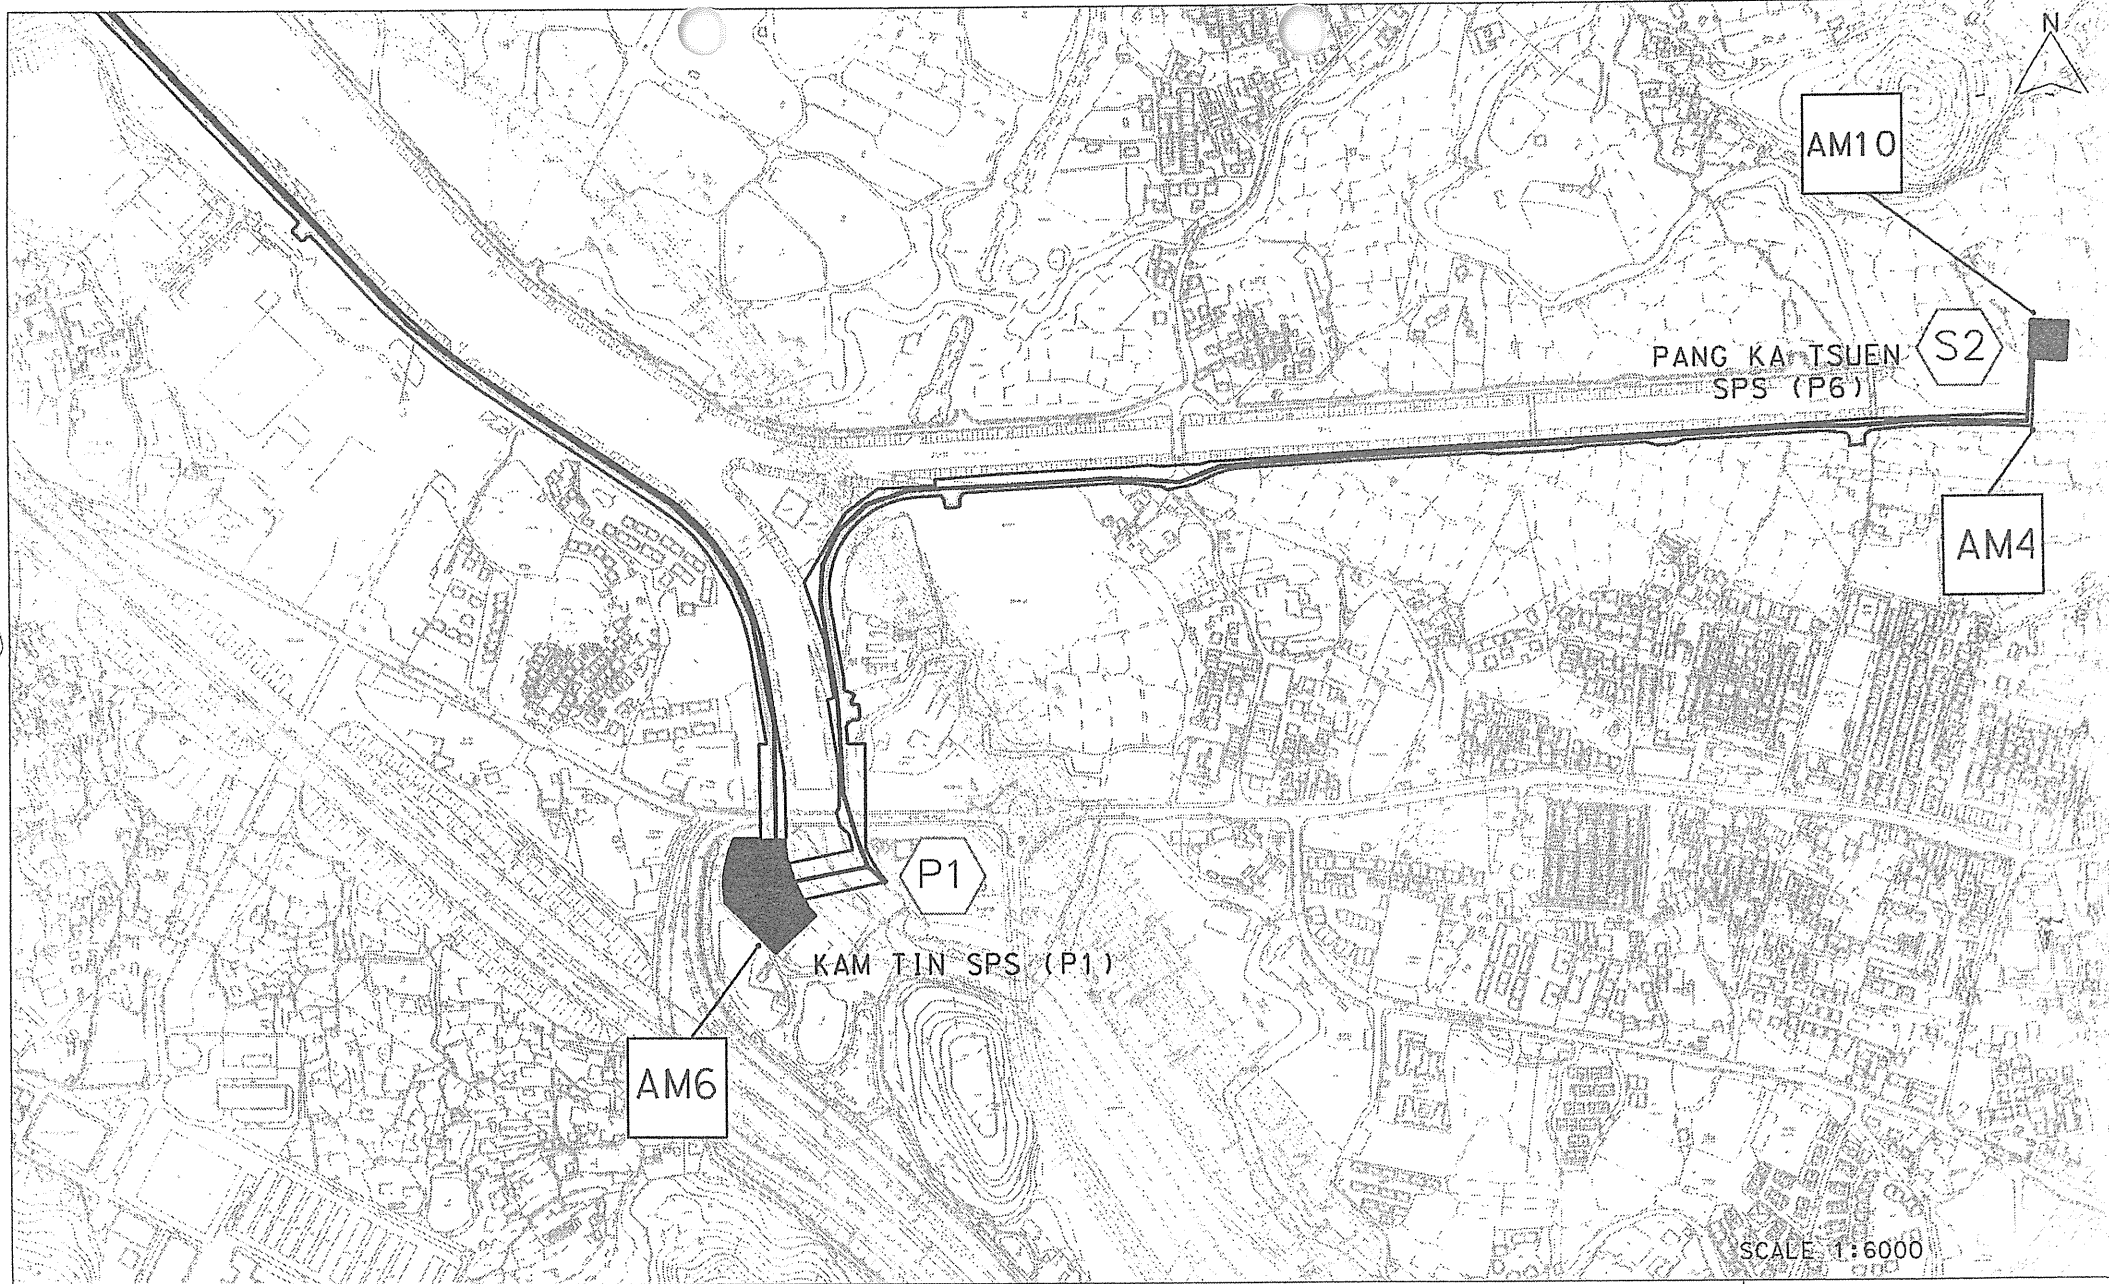 N
AM10
S2
PANG KA TSUEN
SPS (P6)
AM4
P1
KAM TIN SPS (P1)
AM6
SCALE 1:6000